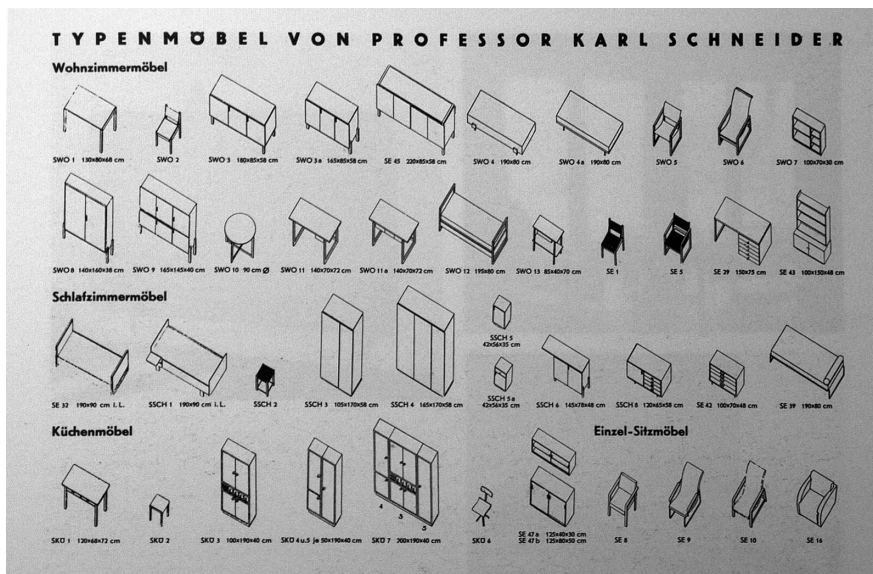 TYPENMÖBEL VON PROFESSOR KARL SCHNEIDER
Wohnzimmermöbel
SWO 1 130×80×68 cm
SWO 2
SWO 3 180×85×58 cm
SWO 3a 165×85×58 cm
SE 45 220×85×58 cm
SWO 4 190×80 cm
SWO 4a 190×80 cm
SWO 5
SWO 6
SWO 7 100×70×30 cm
SWO 8 140×160×38 cm
SWO 9 165×145×40 cm
SWO 10 90 cm Ø
SWO 11 140×70×72 cm
SWO 11a 140×70×72 cm
SWO 12 195×80 cm
SWO 13 85×40×70 cm
SE 1
SE 5
SE 29 150×75 cm
SE 43 100×150×48 cm
Schlafzimmermöbel
SE 32 190×90 cm i. L.
SSCH 1 190×90 cm i. L.
SSCH 2
SSCH 3 105×170×58 cm
SSCH 4 165×170×58 cm
SSCH 5
42×56×35 cm
SSCH 5a
42×56×35 cm
SSCH 6 145×78×48 cm
SSCH 8 120×65×58 cm
SE 42 100×70×48 cm
SE 39 190×80 cm
Küchenmöbel
SKÜ 1 120×68×72 cm
SKÜ 2
SKÜ 3 100×190×40 cm
SKÜ 4 u. 5 je 50×190×40 cm
4 3 5
SKÜ 7 200×190×40 cm
SKÜ 6
SE 47a 125×40×30 cm
SE 47b 125×80×50 cm
Einzel-Sitzmöbel
SE 8
SE 9
SE 10
SE 16